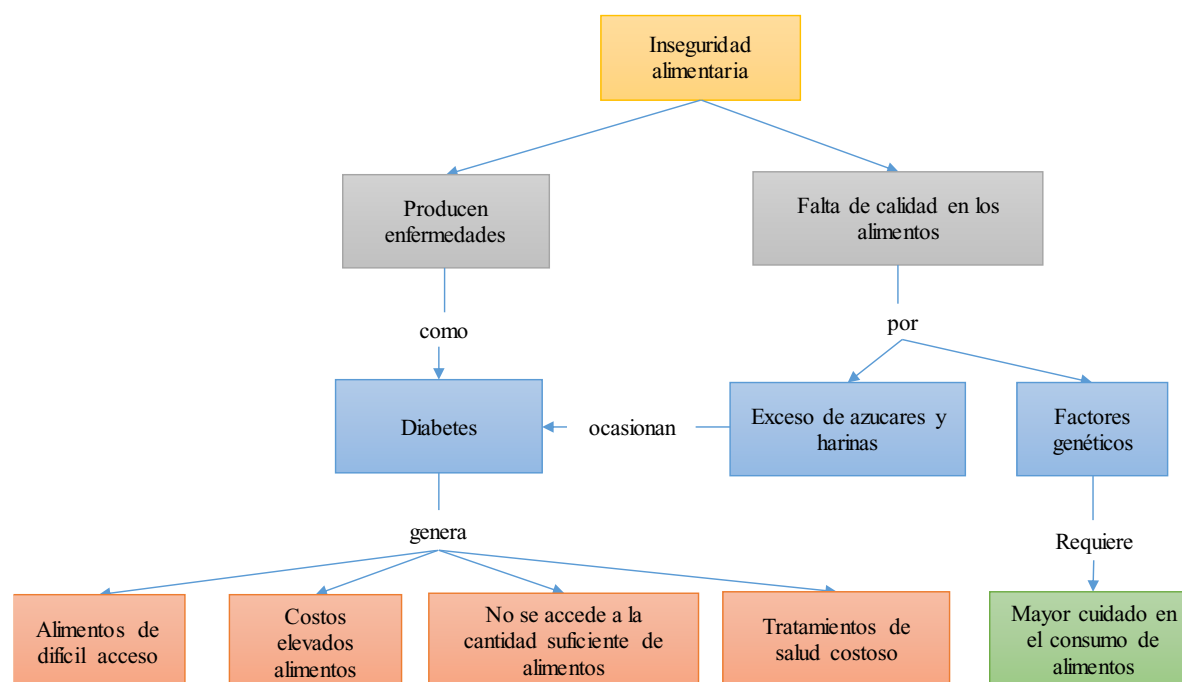 Inseguridad
alimentaria
Producen
enfermedades
Falta de calidad en los
alimentos
como
por
Diabetes
ocasionan
Exceso de azucares y
harinas
Factores
genéticos
genera
Requiere
Alimentos de
difícil acceso
Costos
elevados
alimentos
No se accede a la
cantidad suficiente de
alimentos
Tratamientos de
salud costoso
Mayor cuidado en
el consumo de
alimentos